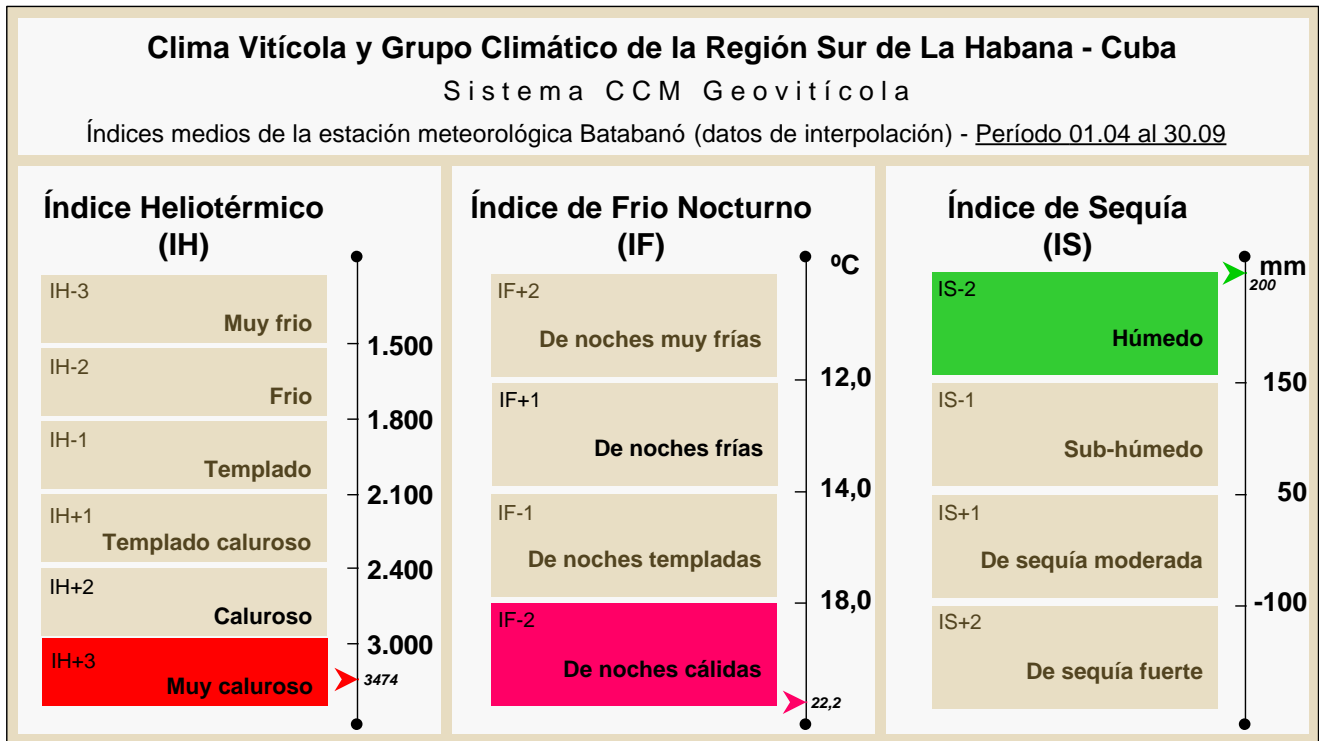 Clima Vitícola y Grupo Climático de la Región Sur de La Habana - Cuba
Sistema CCM Geovitícola
Índices medios de la estación meteorológica Batabanó (datos de interpolación) - Período 01.04 al 30.09
Índice Heliotérmico
(IH)
IH-3
Muy frio
1.500
IH-2
Frio
1.800
IH-1
Templado
2.100
IH+1
Templado caluroso
2.400
IH+2
Caluroso
3.000
IH+3
Muy caluroso
3474
Índice de Frio Nocturno
(IF)
ºC
IF+2
De noches muy frías
12,0
IF+1
De noches frías
14,0
IF-1
De noches templadas
18,0
IF-2
De noches cálidas
22,2
Índice de Sequía
(IS)
mm
200
IS-2
Húmedo
150
IS-1
Sub-húmedo
50
IS+1
De sequía moderada
-100
IS+2
De sequía fuerte